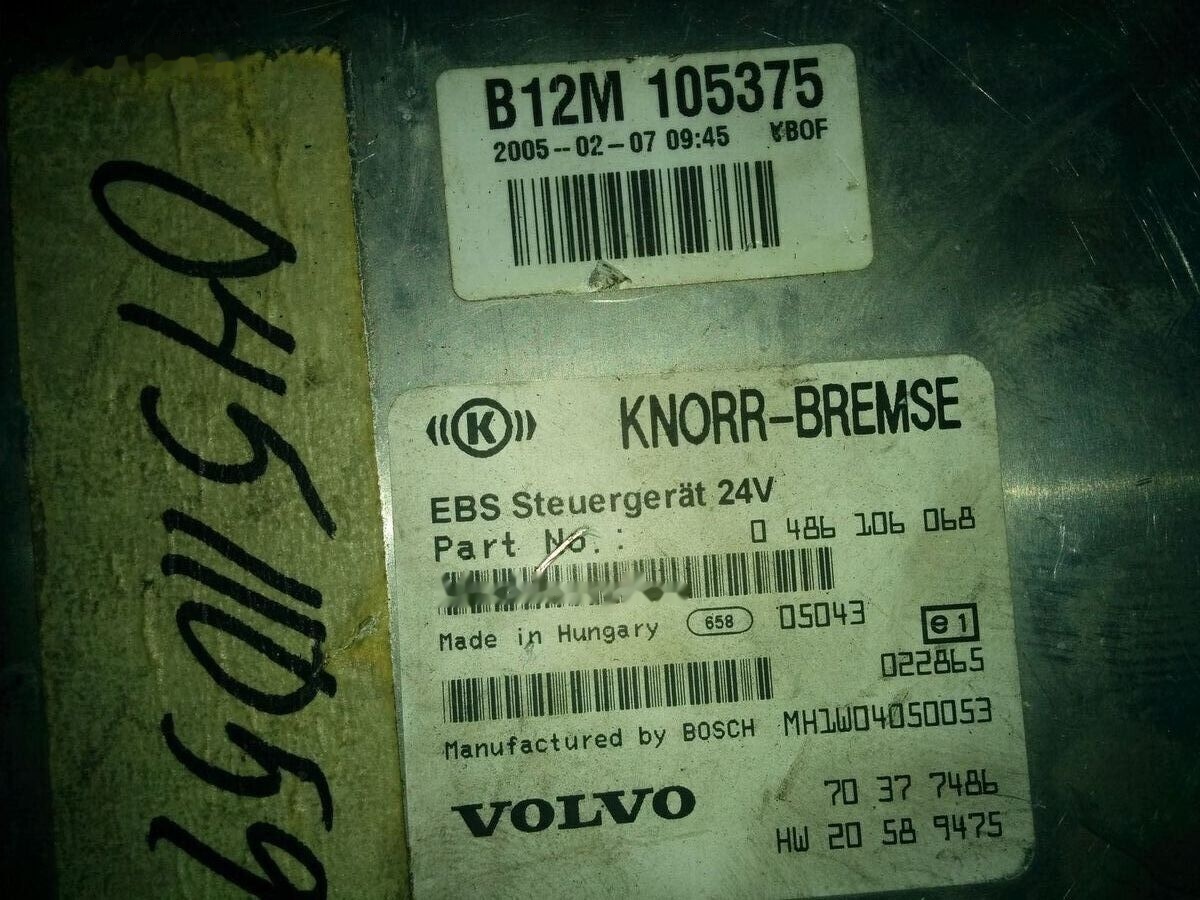 B12M 105375
2005--02-07 09:45 VBOF
K KNORR-BREMSE
EBS Steuergerät 24V
Part No.: 0 486 106 068
Made in Hungary 658 05043 e1
022865
Manufactured by BOSCH MH1W04050053
VOLVO 70 37 7486
HW 20 58 9475